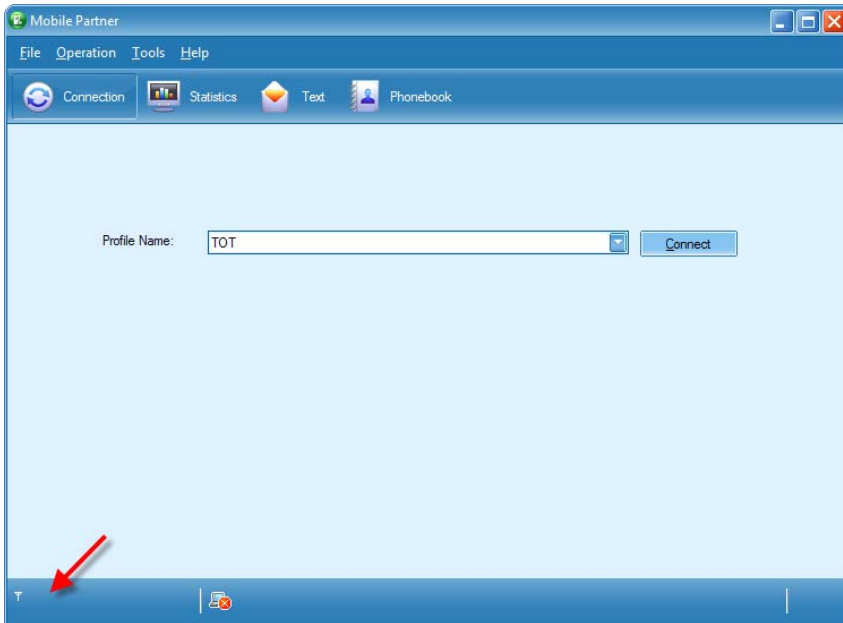 Mobile Partner
File Operation Tools Help
Connection Statistics Text Phonebook
Profile Name: TOT Connect